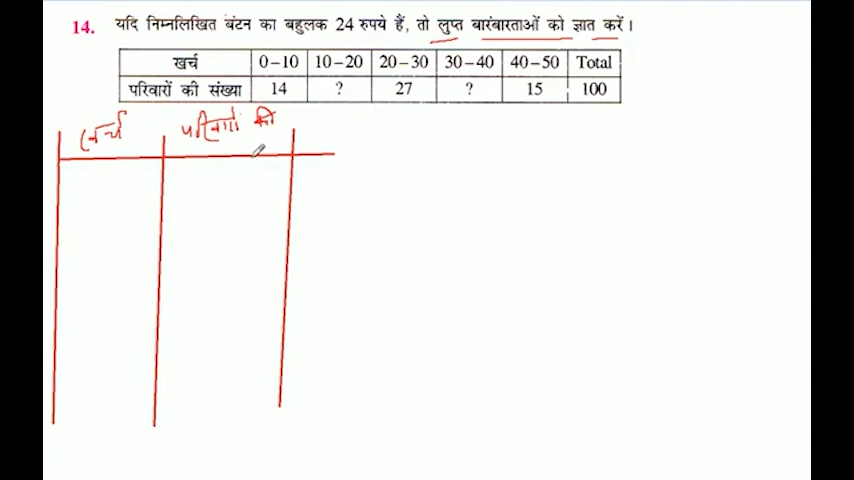 14. यदि निम्नलिखित बंटन का बहुलक 24 रुपये हैं, तो लुप्त बारंबारताओं को ज्ञात करें।
खर्च 0–10 10–20 20–30 30–40 40–50 Total
परिवारों की संख्या 14 ? 27 ? 15 100
खर्च परिवारों की